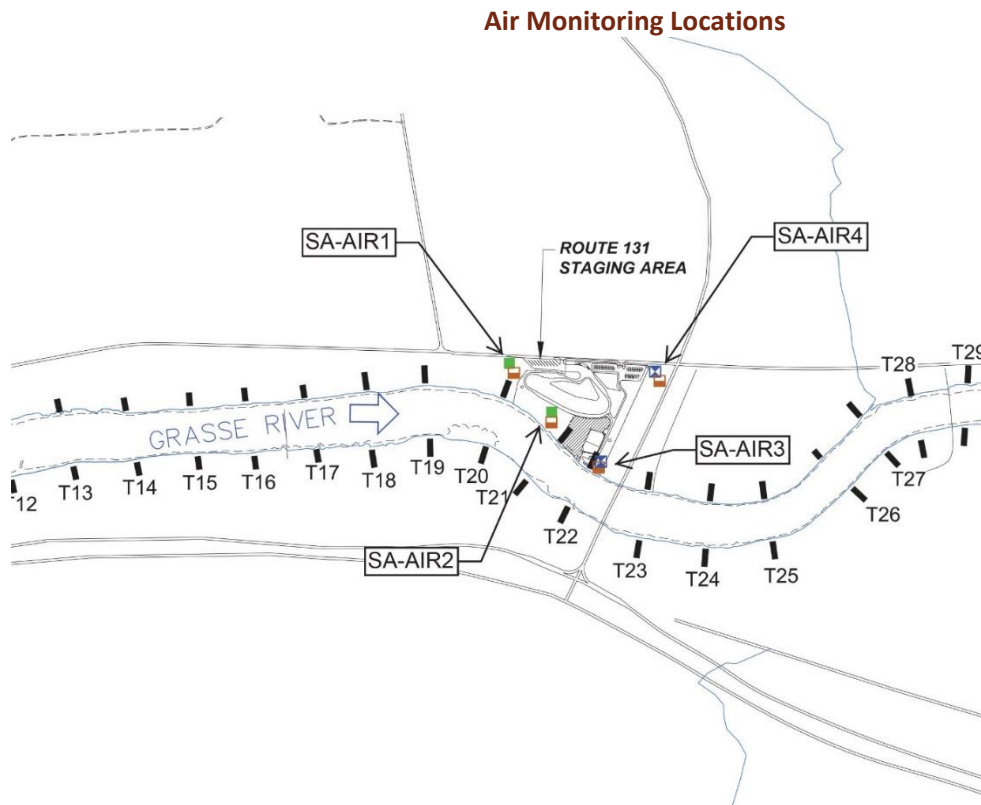 Air Monitoring Locations
SA-AIR1
ROUTE 131
STAGING AREA
SA-AIR4
T28
T29
GRASSE RIVER
SA-AIR3
T13
T14
T15
T16
T17
T18
T19
T20
T21
T22
SA-AIR2
T23
T24
T25
T26
T27
12